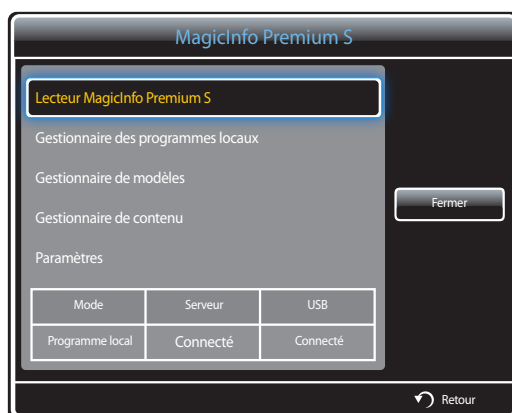 MagicInfo Premium S
Lecteur MagicInfo Premium S
Gestionnaire des programmes locaux
Gestionnaire de modèles
Gestionnaire de contenu
Paramètres
Fermer
Mode Serveur USB
Programme local Connecté Connecté
Retour